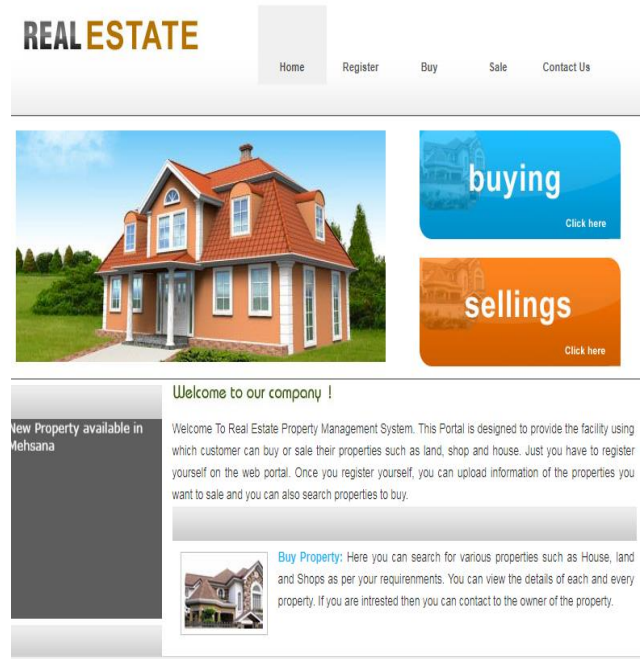 REAL ESTATE
Home Register Buy Sale Contact Us
buying
Click here
sellings
Click here
New Property available in
Mehsana
Welcome to our company !
Welcome To Real Estate Property Management System. This Portal is designed to provide the facility using
which customer can buy or sale their properties such as land, shop and house. Just you have to register
yourself on the web portal. Once you register yourself, you can upload information of the properties you
want to sale and you can also search properties to buy.
Buy Property: Here you can search for various properties such as House, land
and Shops as per your requirenments. You can view the details of each and every
property. If you are intrested then you can contact to the owner of the property.